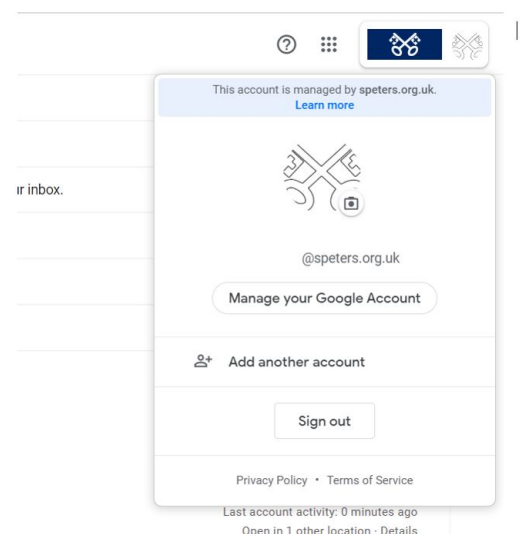 This account is managed by speters.org.uk.
Learn more
ur inbox.
@speters.org.uk
Manage your Google Account
Add another account
Sign out
Privacy Policy • Terms of Service
Last account activity: 0 minutes ago
Open in 1 other location · Details